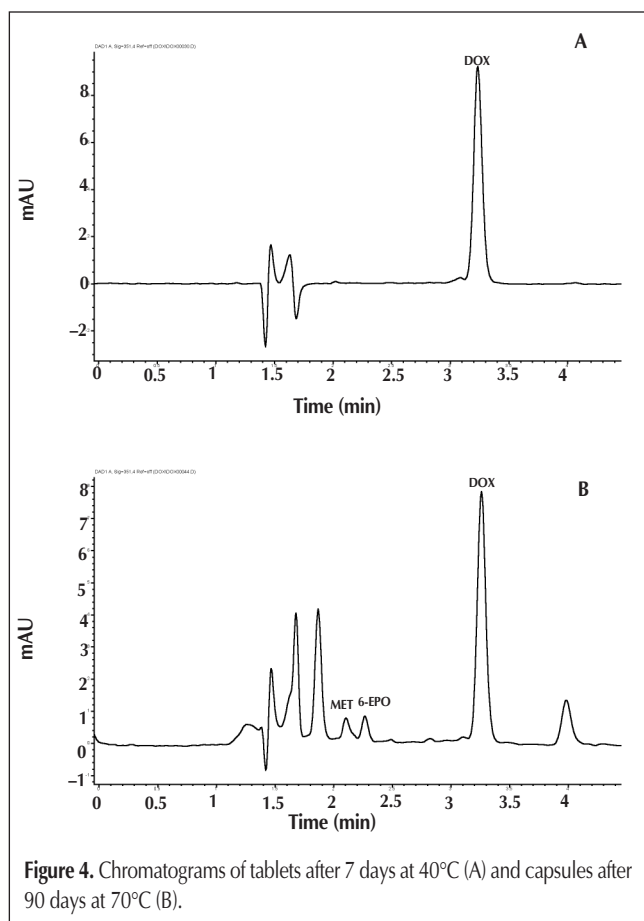 DAD1 A, Sig=351,4 Ref=off (DOX\DOX00030.D)
A
DOX
8
6
4
2
0
−2
mAU
0 0.5 1 1.5 2 2.5 3 3.5 4
Time (min)
DAD1 A, Sig=351,4 Ref=off (DOX\DOX00044.D)
B
DOX
8
7
6
5
4
3
2
1
0
−1
mAU
MET 6-EPO
0 0.5 1 1.5 2 2.5 3 3.5 4
Time (min)
Figure 4. Chromatograms of tablets after 7 days at 40°C (A) and capsules after
90 days at 70°C (B).